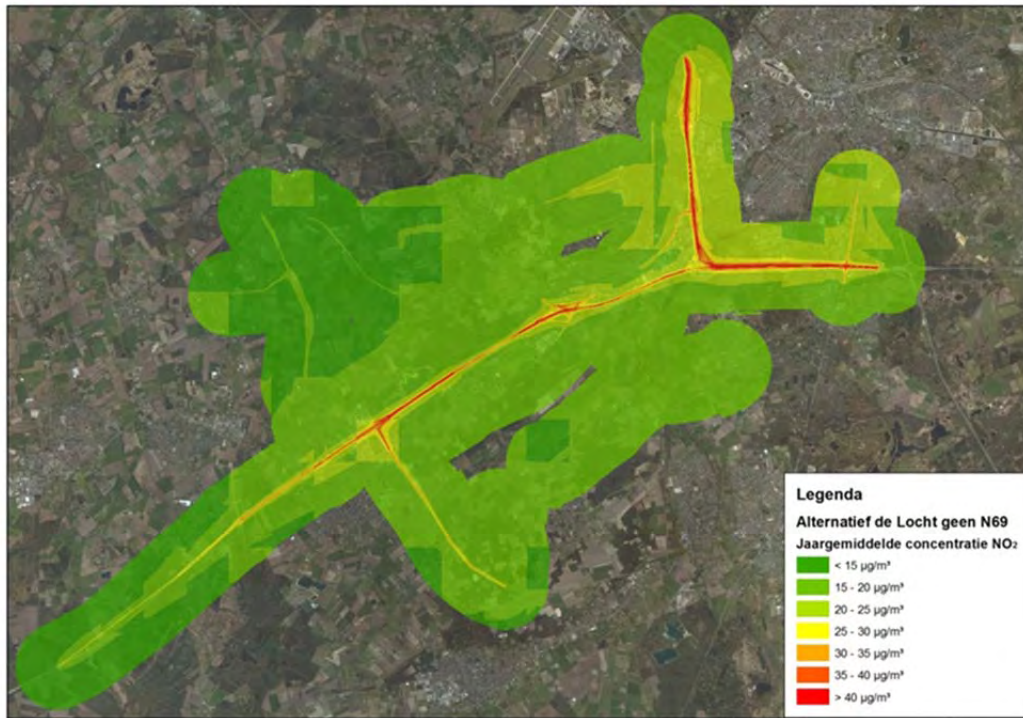 Legenda
Alternatief de Locht geen N69
Jaargemiddelde concentratie NO₂
< 15 µg/m³
15 - 20 µg/m³
20 - 25 µg/m³
25 - 30 µg/m³
30 - 35 µg/m³
35 - 40 µg/m³
> 40 µg/m³